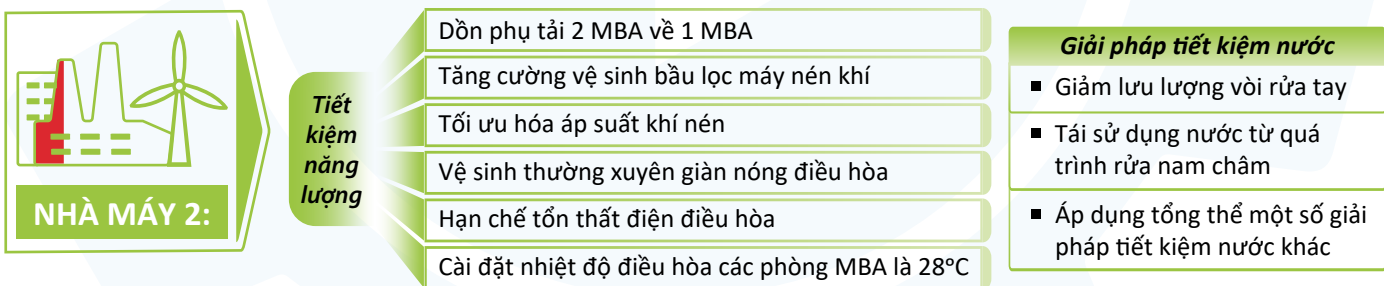 NHÀ MÁY 2:
Tiết
kiệm
năng
lượng
Dồn phụ tải 2 MBA về 1 MBA
Tăng cường vệ sinh bầu lọc máy nén khí
Tối ưu hóa áp suất khí nén
Vệ sinh thường xuyên giàn nóng điều hòa
Hạn chế tổn thất điện điều hòa
Cài đặt nhiệt độ điều hòa các phòng MBA là 28°C
Giải pháp tiết kiệm nước
▪ Giảm lưu lượng vòi rửa tay
▪ Tái sử dụng nước từ quá
trình rửa nam châm
▪ Áp dụng tổng thể một số giải
pháp tiết kiệm nước khác